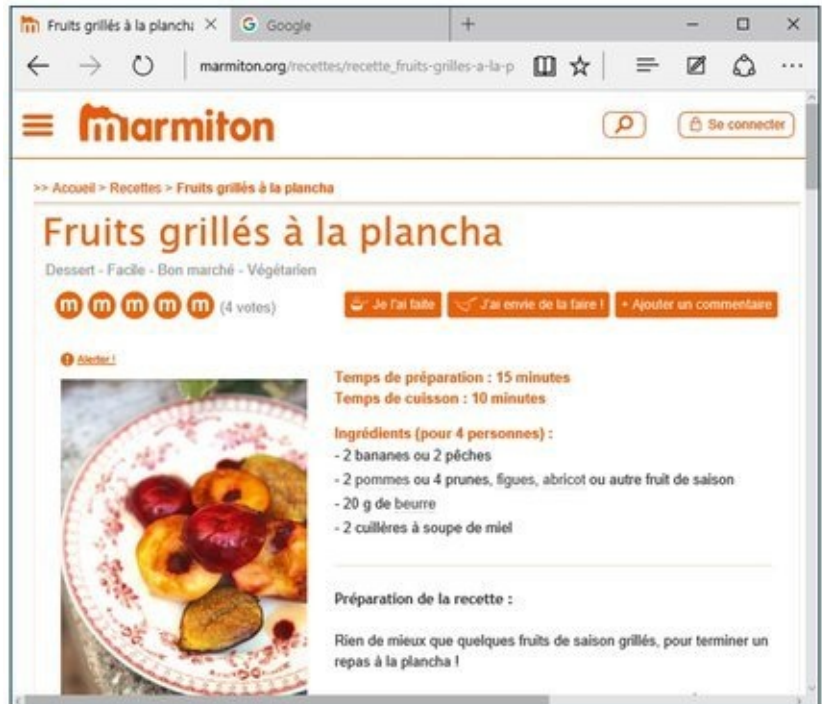 Fruits grillés à la planch
Google
marmiton.org/recettes/recette_fruits-grilles-a-la-p
marmiton
Se connecter
>> Accueil > Recettes > Fruits grillés à la plancha
Fruits grillés à la plancha
Dessert - Facile - Bon marché - Végétarien
m m m m m (4 votes)
Je l'ai faite
J'ai envie de la faire !
+ Ajouter un commentaire
Alerter !
Temps de préparation : 15 minutes
Temps de cuisson : 10 minutes
Ingrédients (pour 4 personnes) :
- 2 bananes ou 2 pêches
- 2 pommes ou 4 prunes, figues, abricot ou autre fruit de saison
- 20 g de beurre
- 2 cuillères à soupe de miel
Préparation de la recette :
Rien de mieux que quelques fruits de saison grillés, pour terminer un
repas à la plancha !